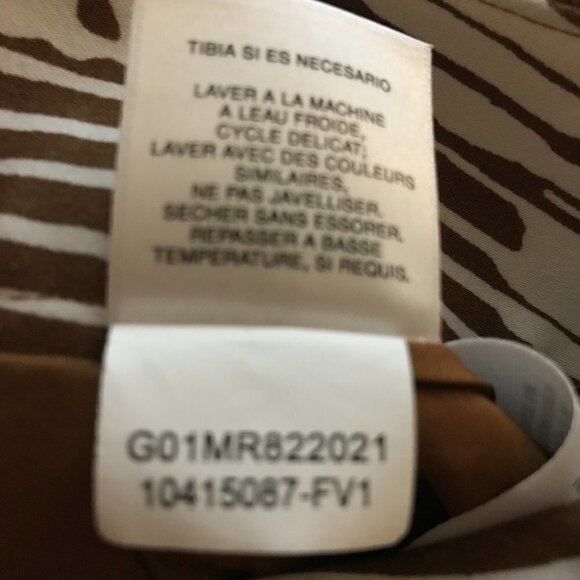 TIBIA SI ES NECESARIO
LAVER A LA MACHINE
A LEAU FROIDE,
CYCLE DELICAT;
LAVER AVEC DES COULEURS
SIMILAIRES,
NE PAS JAVELLISER.
SECHER SANS ESSORER.
REPASSER A BASSE
TEMPERATURE, SI REQUIS.
G01MR822021
10415087-FV1